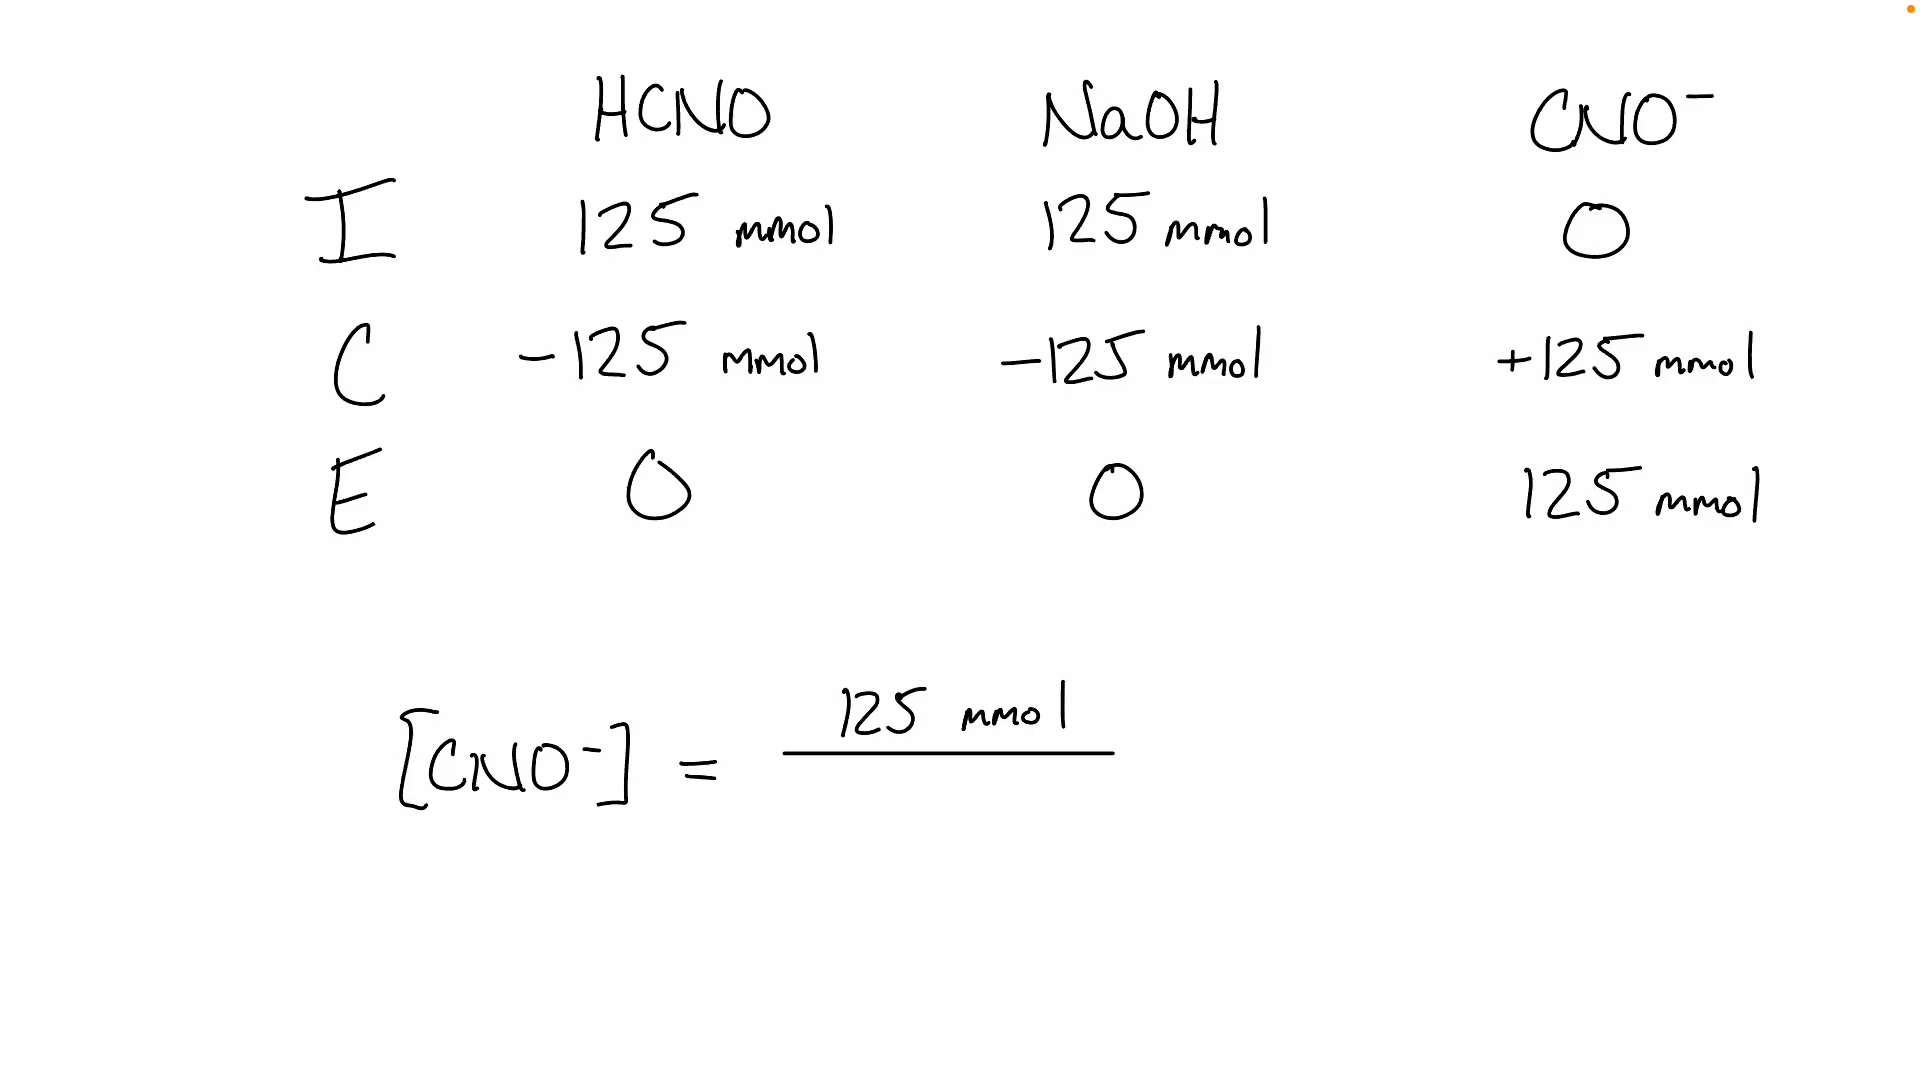 HCNO NaOH CNO⁻
I 125 mmol 125 mmol 0
C −125 mmol −125 mmol +125 mmol
E 0 0 125 mmol
125 mmol
[CNO⁻] =